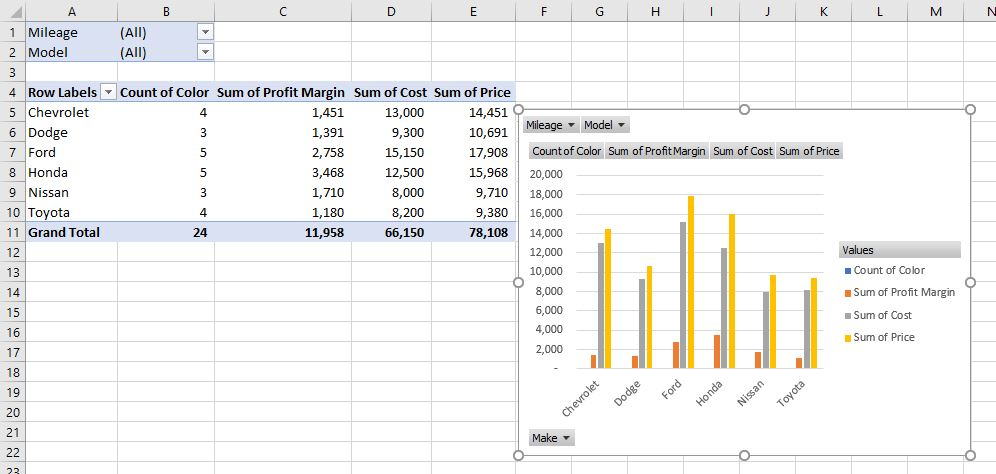 A B C D E F G H I J K L M N
1 Mileage (All)
2 Model (All)
3
4 Row Labels Count of Color Sum of Profit Margin Sum of Cost Sum of Price
5 Chevrolet 4 1,451 13,000 14,451
6 Dodge 3 1,391 9,300 10,691
7 Ford 5 2,758 15,150 17,908
8 Honda 5 3,468 12,500 15,968
9 Nissan 3 1,710 8,000 9,710
10 Toyota 4 1,180 8,200 9,380
11 Grand Total 24 11,958 66,150 78,108
12
13
14
15
16
17
18
19
20
21
22
23
Mileage Model
Count of Color Sum of Profit Margin Sum of Cost Sum of Price
20,000
18,000
16,000
14,000
12,000
10,000
8,000
6,000
4,000
2,000
-
Chevrolet Dodge Ford Honda Nissan Toyota
Values
Count of Color
Sum of Profit Margin
Sum of Cost
Sum of Price
Make